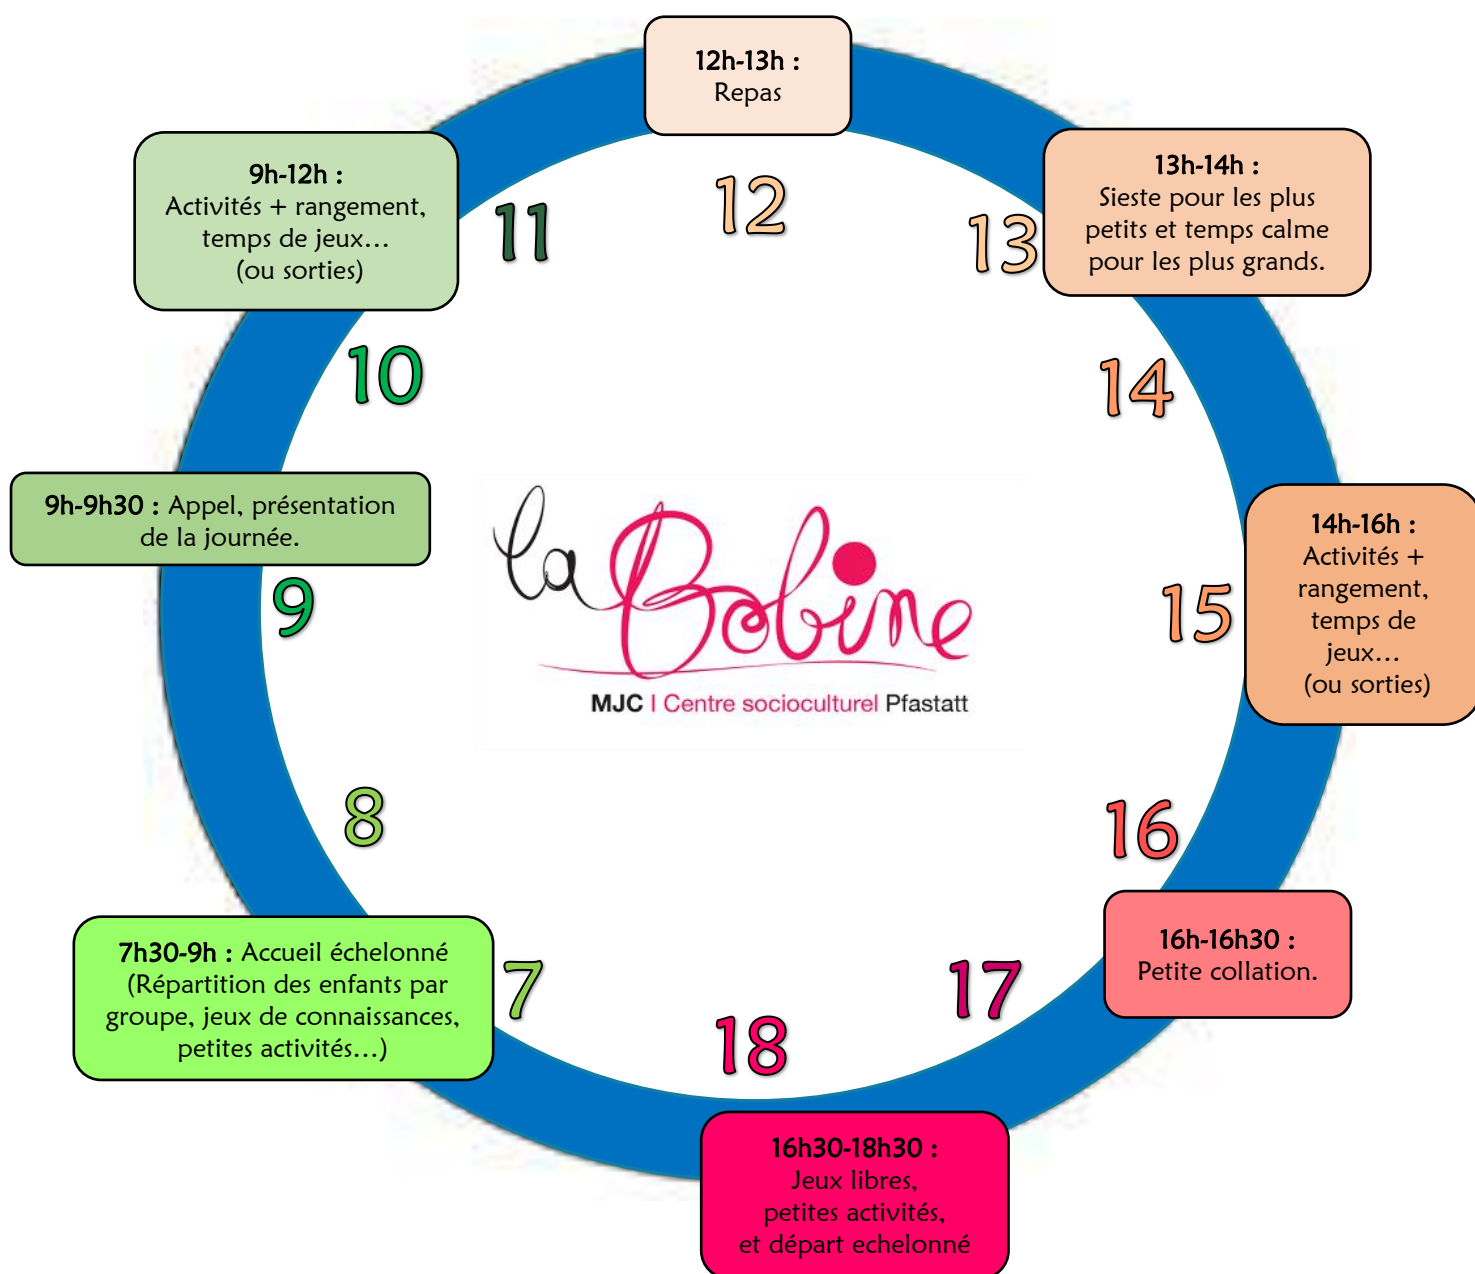 12h-13h :
Repas
9h-12h :
Activités + rangement,
temps de jeux...
(ou sorties)
13h-14h :
Sieste pour les plus
petits et temps calme
pour les plus grands.
11
12
13
10
14
9h-9h30 : Appel, présentation
de la journée.
14h-16h :
Activités +
rangement,
temps de
jeux...
(ou sorties)
9
la Bobine
MJC | Centre socioculturel Pfastatt
15
8
16
7h30-9h : Accueil échelonné
(Répartition des enfants par
groupe, jeux de connaissances,
petites activités...)
16h-16h30 :
Petite collation.
7
17
18
16h30-18h30 :
Jeux libres,
petites activités,
et départ echelonné